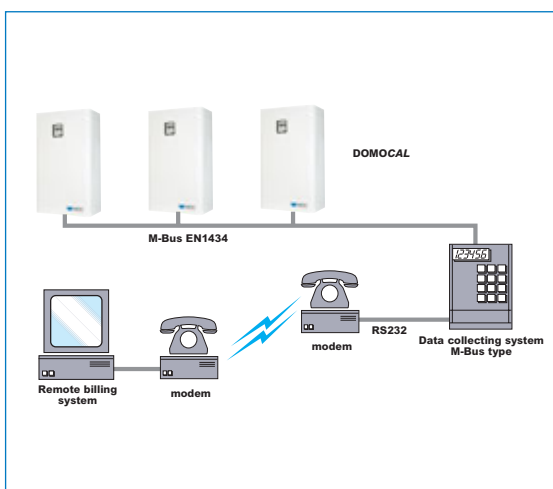 DOMOCAL
M-Bus EN1434
123456
RS232
modem
Data collecting system
M-Bus type
Remote billing
system
modem